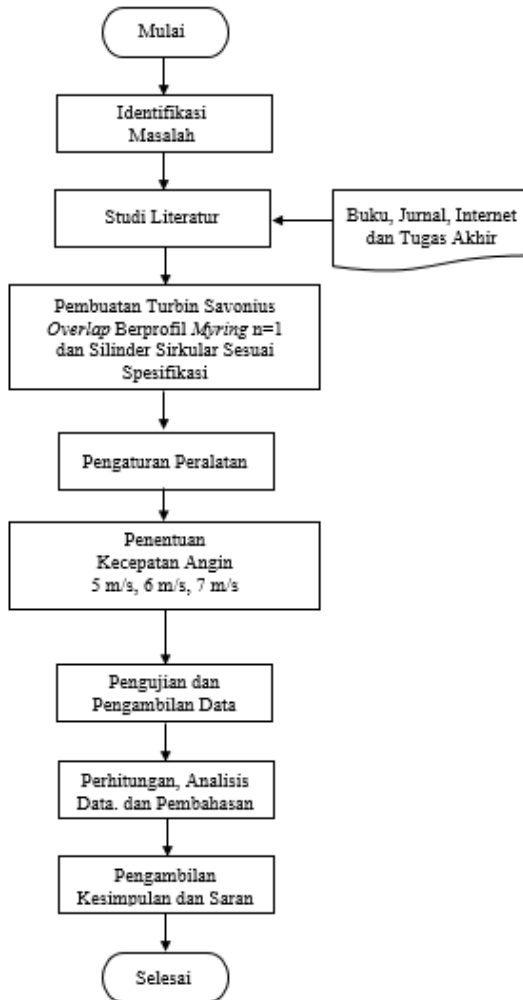 Mulai
Identifikasi
Masalah
Studi Literatur
Buku, Jurnal, Internet
dan Tugas Akhir
Pembuatan Turbin Savonius
Overlap Berprofil Myring n=1
dan Silinder Sirkular Sesuai
Spesifikasi
Pengaturan Peralatan
Penentuan
Kecepatan Angin
5 m/s, 6 m/s, 7 m/s
Pengujian dan
Pengambilan Data
Perhitungan, Analisis
Data. dan Pembahasan
Pengambilan
Kesimpulan dan Saran
Selesai